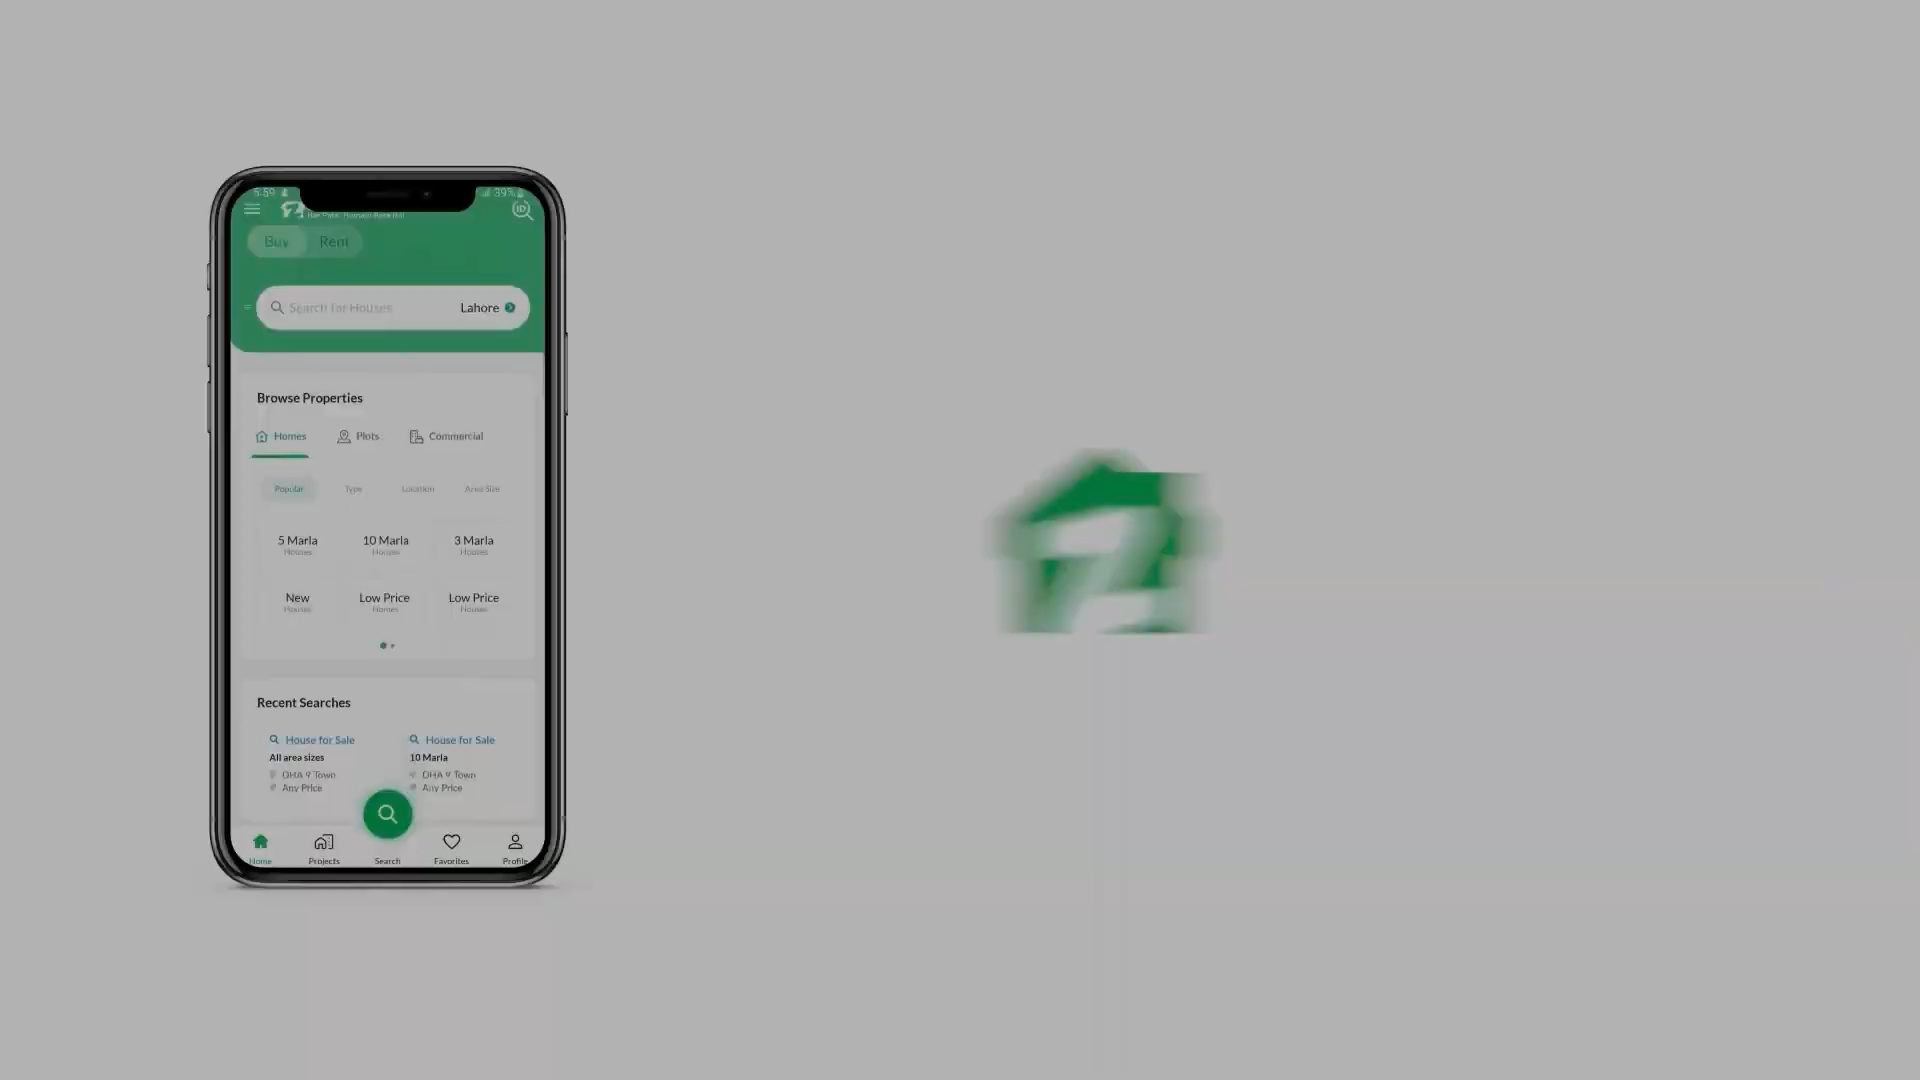 5:59
39%
Buy Rent
Search for Houses Lahore
Browse Properties
Homes Plots Commercial
Popular Type Location Area Size
5 Marla 10 Marla 3 Marla
Houses Houses Houses
New Low Price Low Price
Houses Homes Houses
Recent Searches
House for Sale House for Sale
All area sizes 10 Marla
DHA 9 Town DHA 9 Town
Any Price Any Price
Home Projects Search Favorites Profile